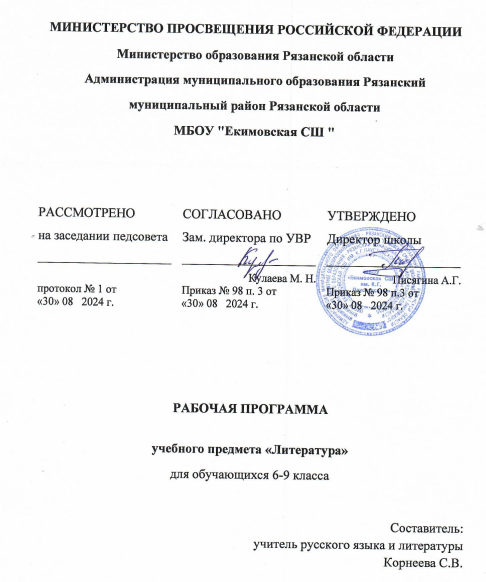 МИНИСТЕРСТВО ПРОСВЕЩЕНИЯ РОССИЙСКОЙ ФЕДЕРАЦИИ
Министерство образования Рязанской области
Администрация муниципального образования Рязанский
муниципальный район Рязанской области
МБОУ "Екимовская СШ "
РАССМОТРЕНО
на заседании педсовета
протокол № 1 от
«30» 08 2024 г.
СОГЛАСОВАНО
Зам. директора по УВР
Кулаева М. Н.
Приказ № 98 п. 3 от
«30» 08 2024 г.
УТВЕРЖДЕНО
Директор школы
Писягина А.Г.
Приказ № 98 п.3 от
«30» 08 2024 г.
РАБОЧАЯ ПРОГРАММА
учебного предмета «Литература»
для обучающихся 6-9 класса
Составитель:
учитель русского языка и литературы
Корнеева С.В.